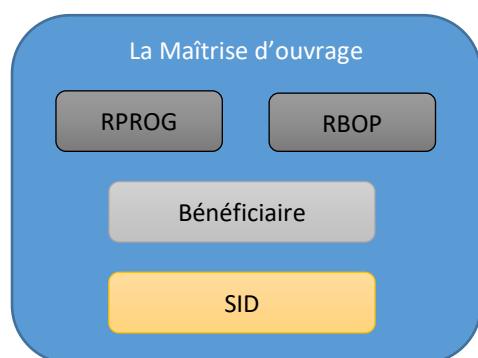 La Maîtrise d’ouvrage
RPROG
RBOP
Bénéficiaire
SID